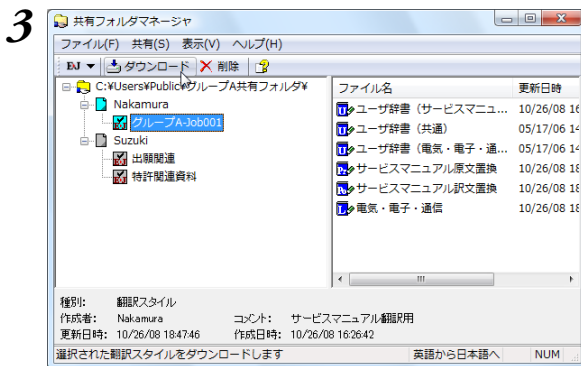 3
共有フォルダマネージャ
ファイル(F) 共有(S) 表示(V) ヘルプ(H)
EJ ▼ ダウンロード 削除
C:¥Users¥Public¥グループA共有フォルダ¥
Nakamura
グループA-Job001
Suzuki
出願関連
特許関連資料
ファイル名 更新日時
ユーザ辞書（サービスマニュ... 10/26/08 16
ユーザ辞書（共通） 05/17/06 14
ユーザ辞書（電気・電子・通... 05/17/06 14
サービスマニュアル原文置換 10/26/08 18
サービスマニュアル訳文置換 10/26/08 18
電気・電子・通信 10/26/08 18
種別: 翻訳スタイル
作成者: Nakamura コメント: サービスマニュアル翻訳用
更新日時: 10/26/08 18:47:46 作成日時: 10/26/08 16:26:42
選択された翻訳スタイルをダウンロードします 英語から日本語へ NUM